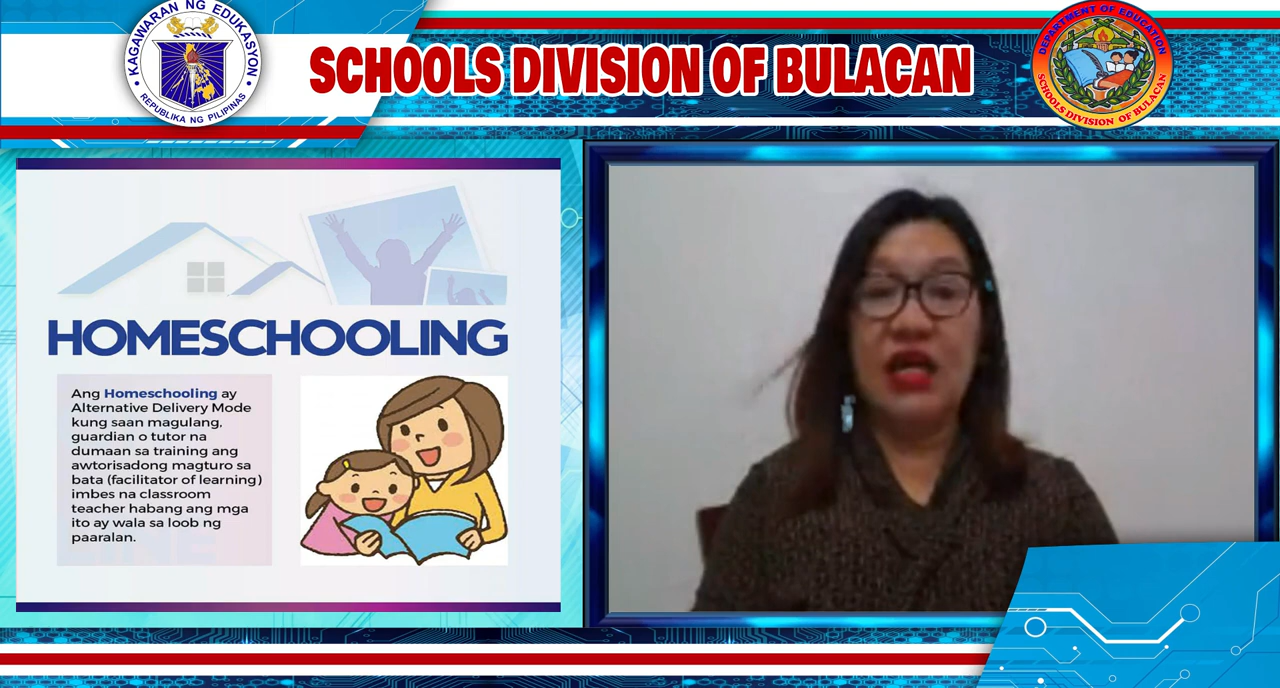 KAGAWARAN NG EDUKASYON
REPUBLIKA NG PILIPINAS
SCHOOLS DIVISION OF BULACAN
DEPARTMENT OF EDUCATION
SCHOOLS DIVISION OF BULACAN
HOMESCHOOLING
Ang Homeschooling ay
Alternative Delivery Mode
kung saan magulang,
guardian o tutor na
dumaan sa training ang
awtorisadong magturo sa
bata (facilitator of learning)
imbes na classroom
teacher habang ang mga
ito ay wala sa loob ng
paaralan.
LINE